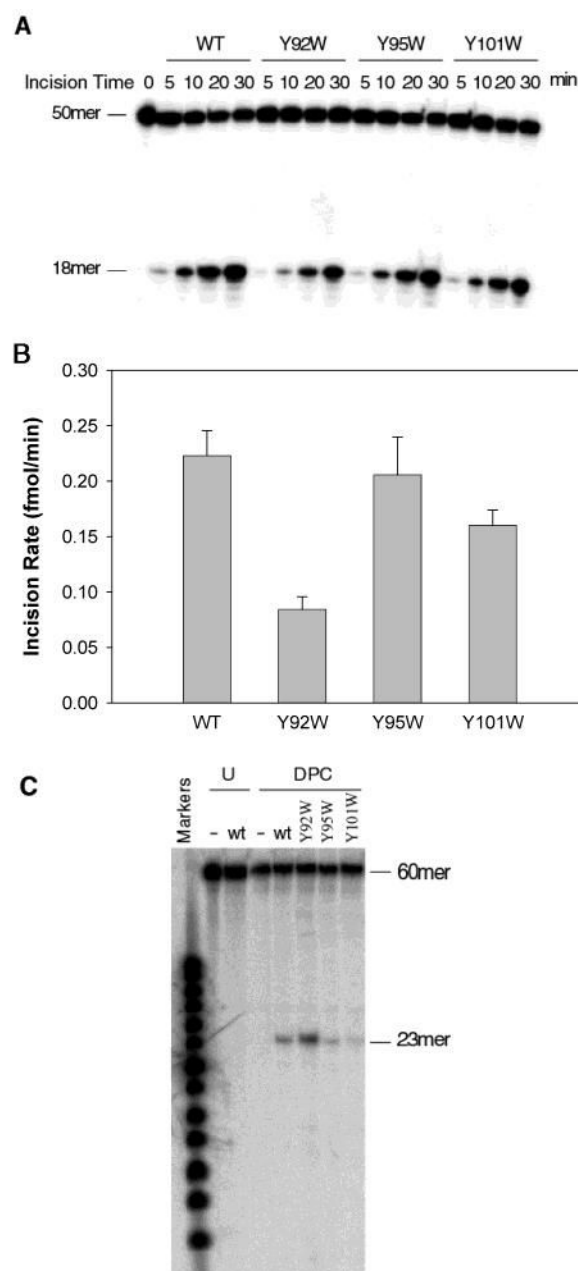 A
WT Y92W Y95W Y101W
Incision Time 0 5 10 20 30 5 10 20 30 5 10 20 30 5 10 20 30 min
50mer
18mer
B
0.30
0.25
0.20
0.15
0.10
0.05
0.00
Incision Rate (fmol/min)
WT Y92W Y95W Y101W
C
Markers
U DPC
- wt - wt Y92W Y95W Y101W
60mer
23mer